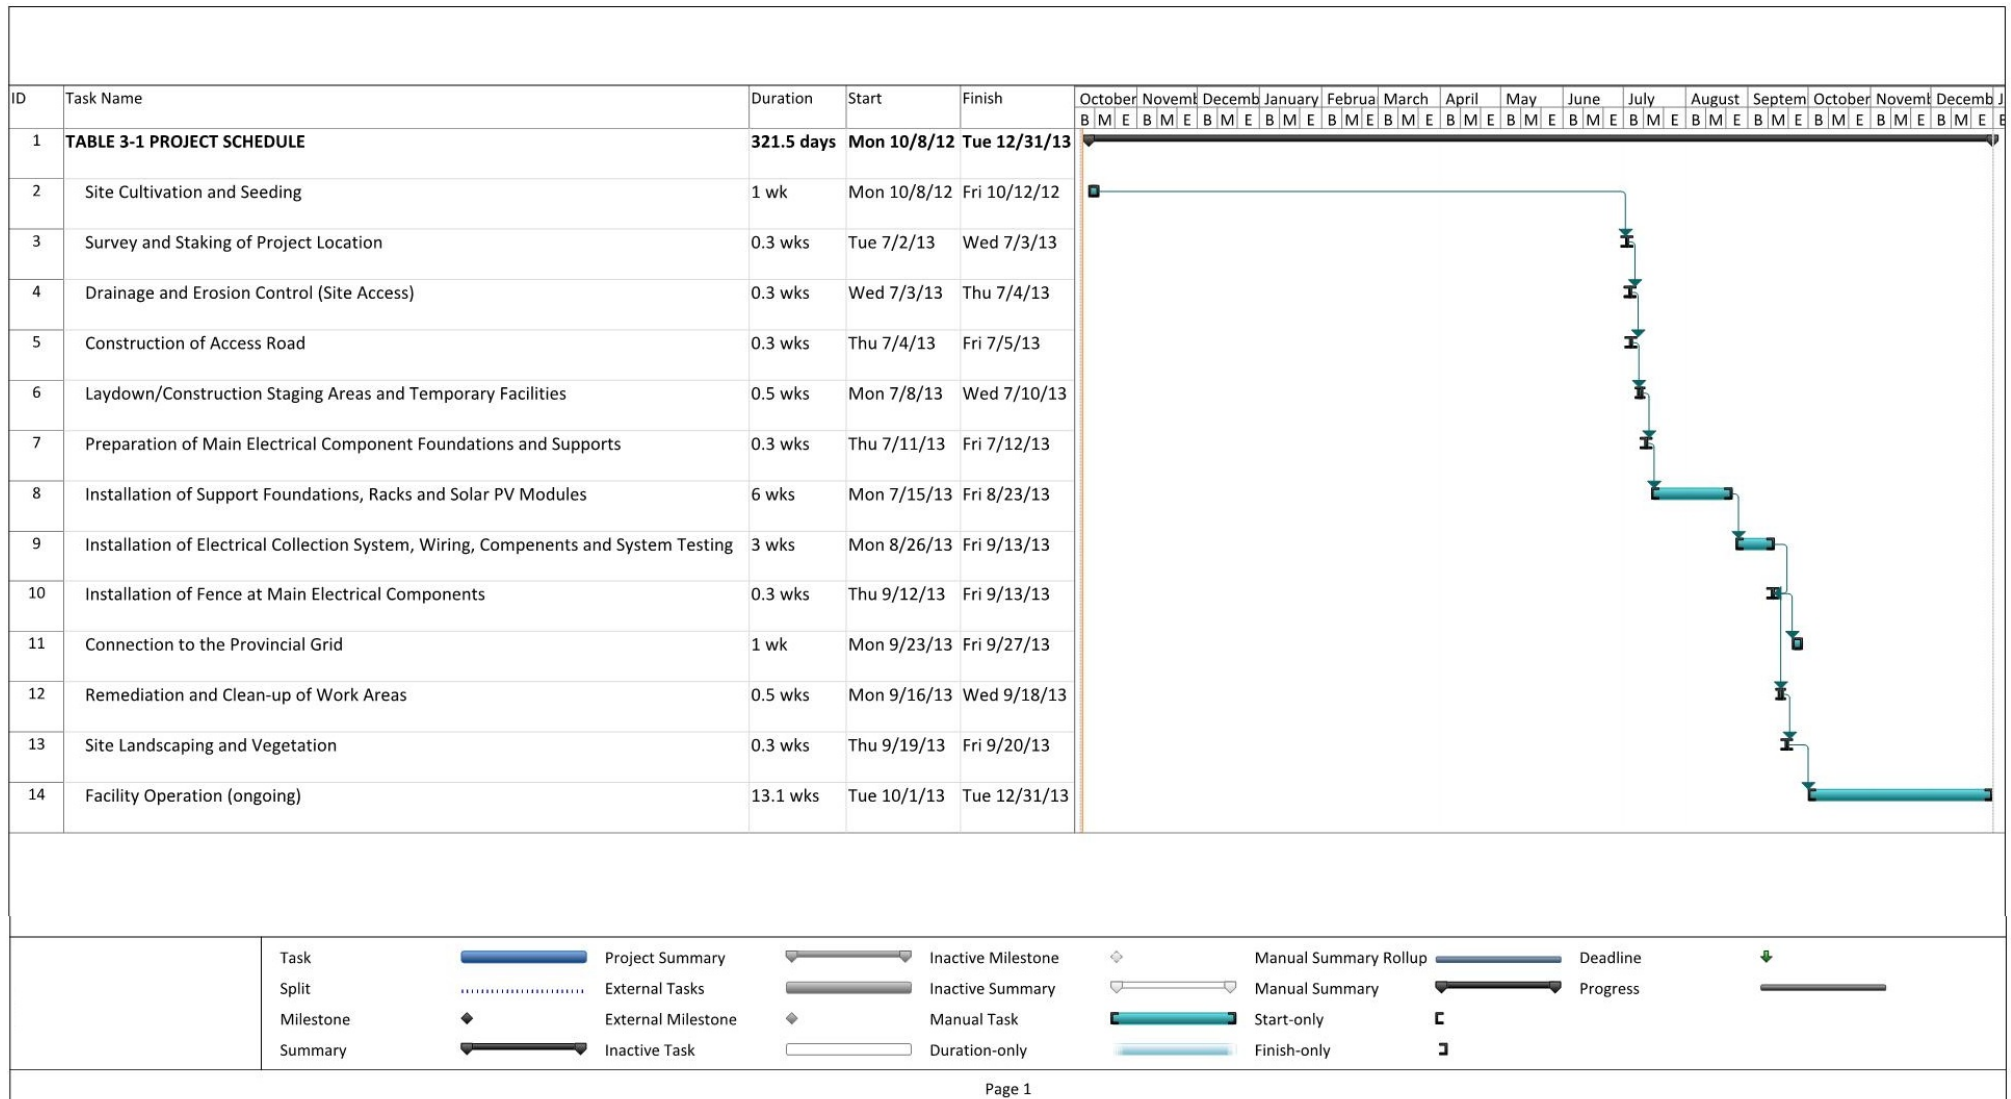 ID Task Name Duration Start Finish October Novemb Decemb January Februa March April May June July August Septem October Novemb Decemb J
B M E B M E B M E B M E B M E B M E B M E B M E B M E B M E B M E B M E B M E B M E B M E B
1 TABLE 3-1 PROJECT SCHEDULE 321.5 days Mon 10/8/12 Tue 12/31/13
2 Site Cultivation and Seeding 1 wk Mon 10/8/12 Fri 10/12/12
3 Survey and Staking of Project Location 0.3 wks Tue 7/2/13 Wed 7/3/13
4 Drainage and Erosion Control (Site Access) 0.3 wks Wed 7/3/13 Thu 7/4/13
5 Construction of Access Road 0.3 wks Thu 7/4/13 Fri 7/5/13
6 Laydown/Construction Staging Areas and Temporary Facilities 0.5 wks Mon 7/8/13 Wed 7/10/13
7 Preparation of Main Electrical Component Foundations and Supports 0.3 wks Thu 7/11/13 Fri 7/12/13
8 Installation of Support Foundations, Racks and Solar PV Modules 6 wks Mon 7/15/13 Fri 8/23/13
9 Installation of Electrical Collection System, Wiring, Compenents and System Testing 3 wks Mon 8/26/13 Fri 9/13/13
10 Installation of Fence at Main Electrical Components 0.3 wks Thu 9/12/13 Fri 9/13/13
11 Connection to the Provincial Grid 1 wk Mon 9/23/13 Fri 9/27/13
12 Remediation and Clean-up of Work Areas 0.5 wks Mon 9/16/13 Wed 9/18/13
13 Site Landscaping and Vegetation 0.3 wks Thu 9/19/13 Fri 9/20/13
14 Facility Operation (ongoing) 13.1 wks Tue 10/1/13 Tue 12/31/13
Task Project Summary Inactive Milestone Manual Summary Rollup Deadline
Split External Tasks Inactive Summary Manual Summary Progress
Milestone External Milestone Manual Task Start-only
Summary Inactive Task Duration-only Finish-only
Page 1